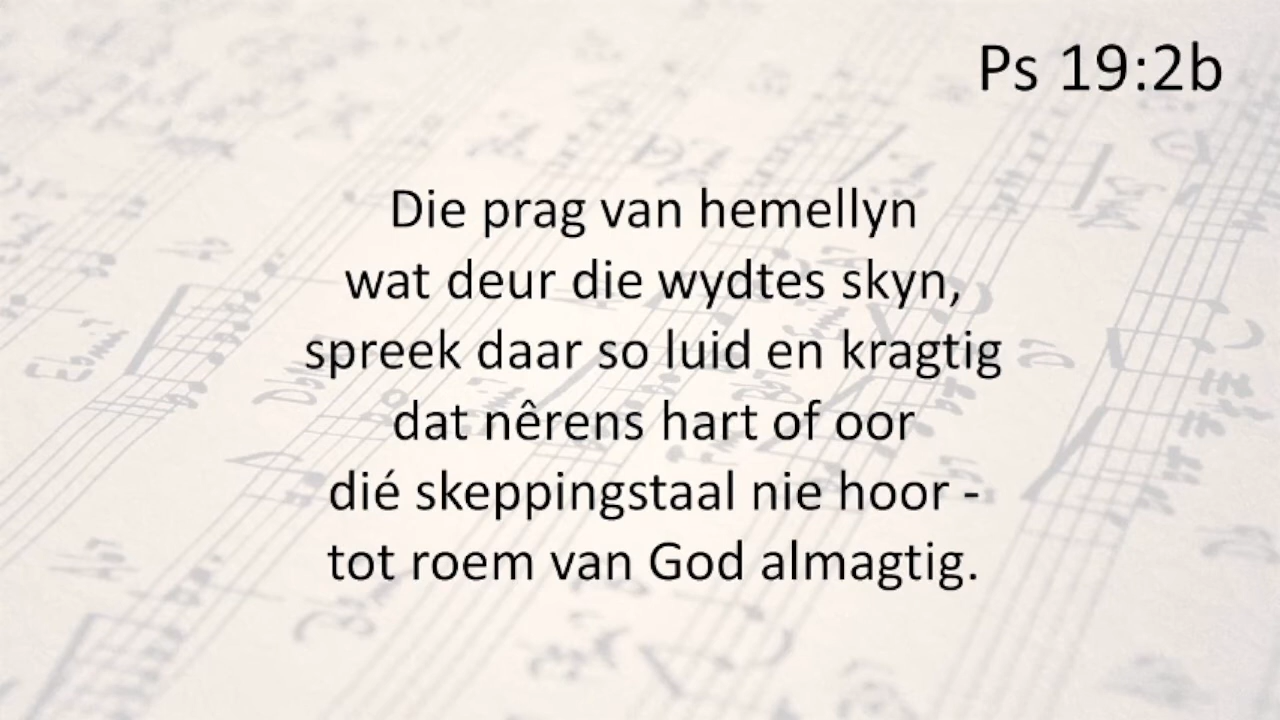 Ps 19:2b
Die prag van hemellyn
wat deur die wydtes skyn,
spreek daar so luid en kragtig
dat nêrens hart of oor
dié skeppingstaal nie hoor -
tot roem van God almagtig.